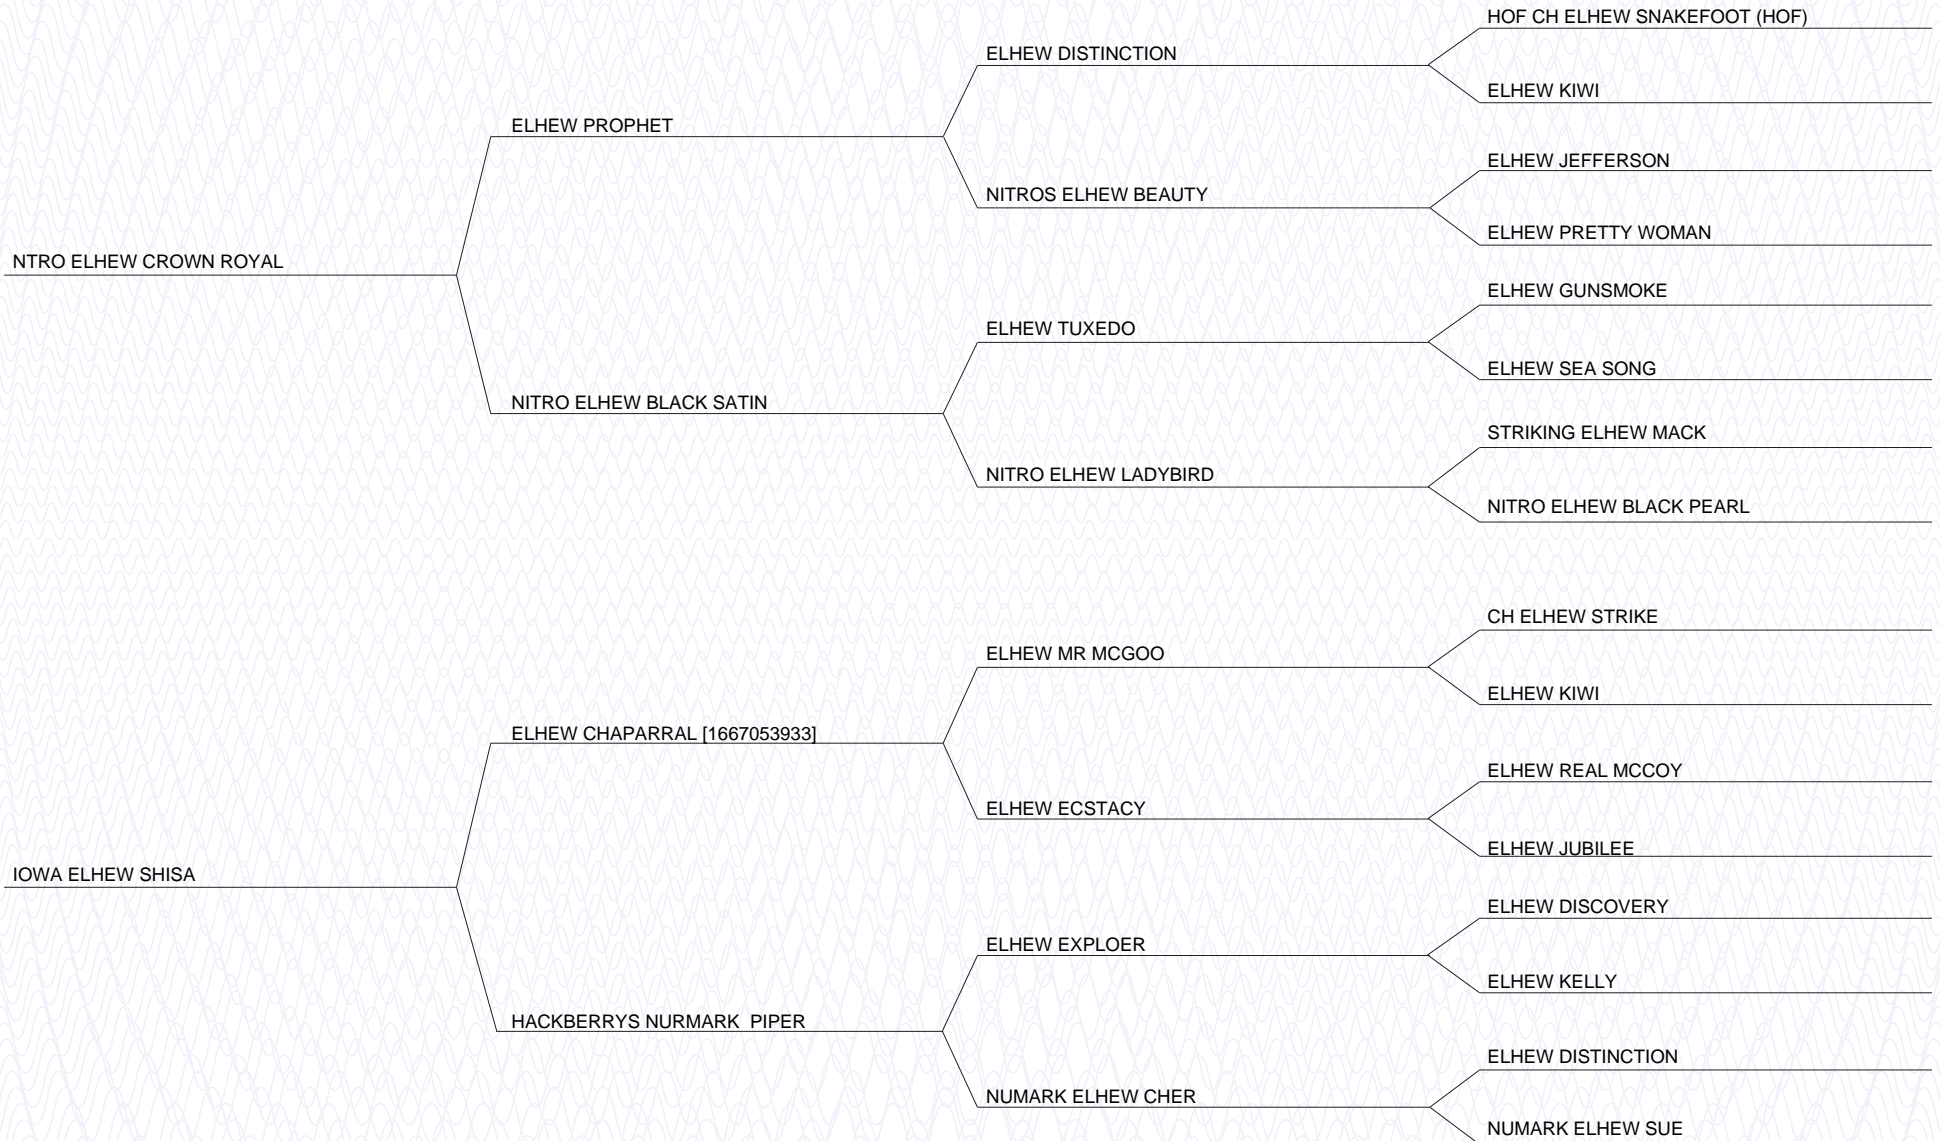 HOF CH ELHEW SNAKEFOOT (HOF)
ELHEW DISTINCTION
ELHEW KIWI
ELHEW PROPHET
ELHEW JEFFERSON
NITROS ELHEW BEAUTY
ELHEW PRETTY WOMAN
NTRO ELHEW CROWN ROYAL
ELHEW GUNSMOKE
ELHEW TUXEDO
ELHEW SEA SONG
NITRO ELHEW BLACK SATIN
STRIKING ELHEW MACK
NITRO ELHEW LADYBIRD
NITRO ELHEW BLACK PEARL
CH ELHEW STRIKE
ELHEW MR MCGOO
ELHEW KIWI
ELHEW CHAPARRAL [1667053933]
ELHEW REAL MCCOY
ELHEW ECSTACY
ELHEW JUBILEE
IOWA ELHEW SHISA
ELHEW DISCOVERY
ELHEW EXPLOER
ELHEW KELLY
HACKBERRYS NURMARK  PIPER
ELHEW DISTINCTION
NUMARK ELHEW CHER
NUMARK ELHEW SUE